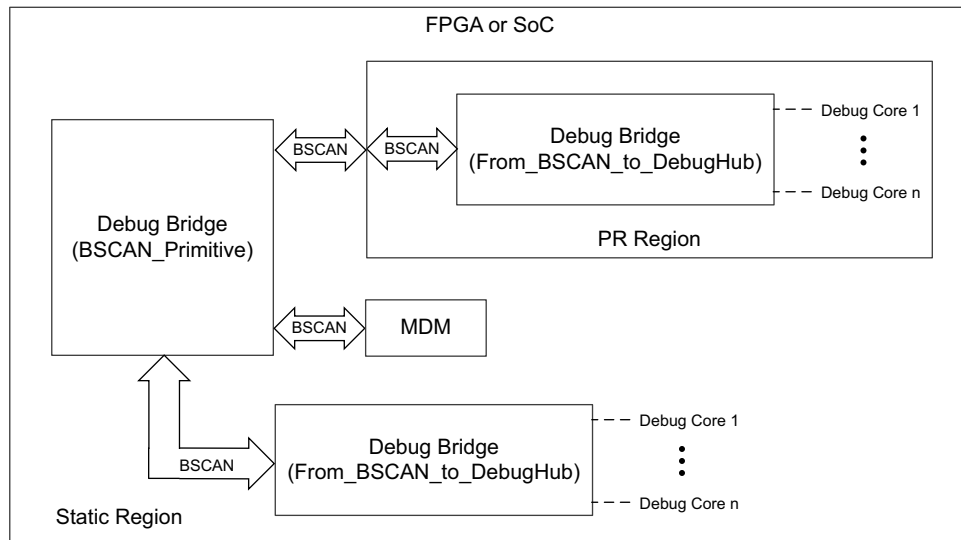 FPGA or SoC
BSCAN
BSCAN
Debug Bridge
(From_BSCAN_to_DebugHub)
Debug Core 1
Debug Core n
PR Region
Debug Bridge
(BSCAN_Primitive)
BSCAN
MDM
BSCAN
Debug Bridge
(From_BSCAN_to_DebugHub)
Debug Core 1
Debug Core n
Static Region